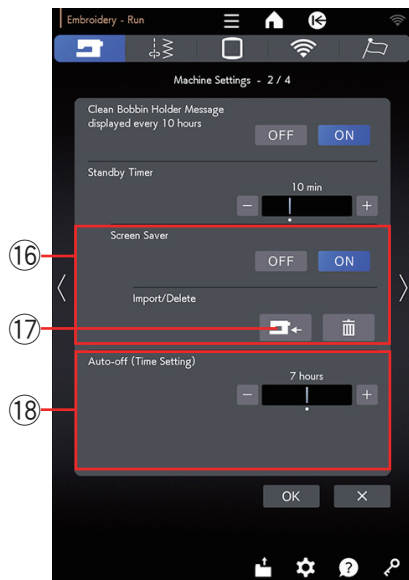 Embroidery - Run
Machine Settings - 2 / 4
Clean Bobbin Holder Message
displayed every 10 hours
OFF ON
Standby Timer
10 min
− +
⑯
Screen Saver
OFF ON
Import/Delete
⑰
⑱
Auto-off (Time Setting)
7 hours
− +
OK ×
?